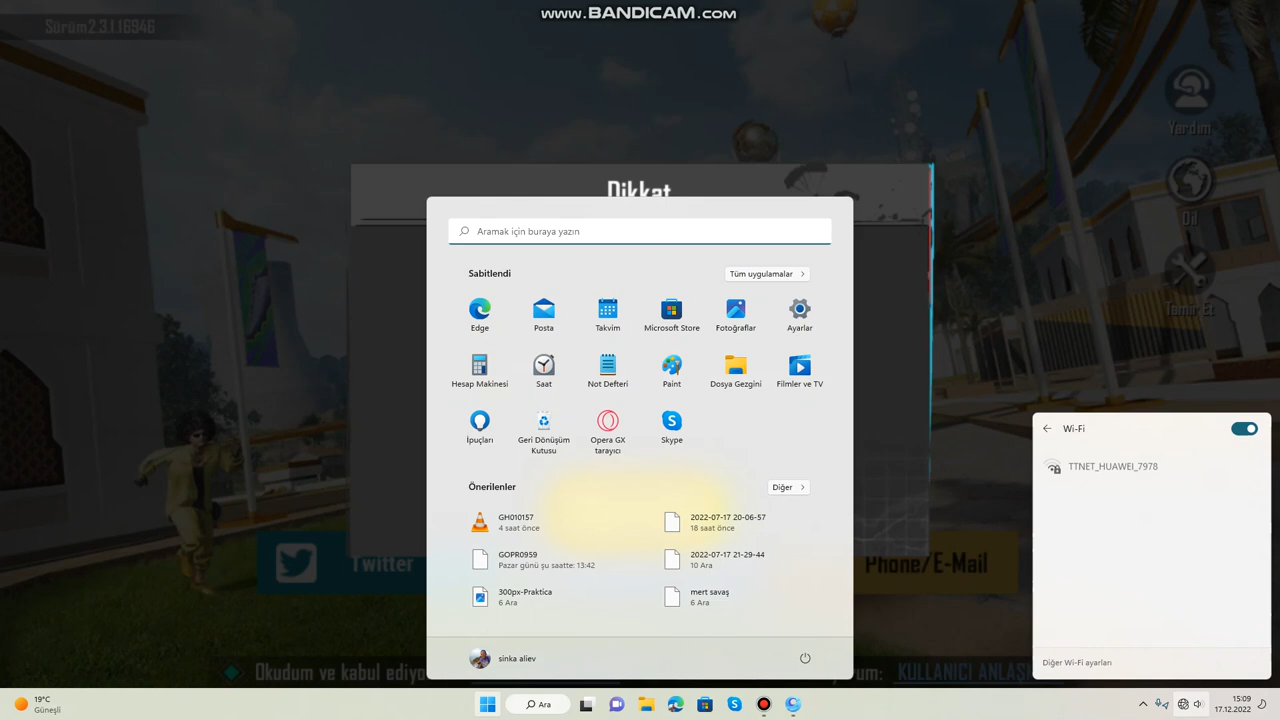 www.BANDICAM.com
Sürüm2.3.1.16946
Yardım
Dikkat
Dil
Tamir Et
Aramak için buraya yazın
Sabitlendi
Tüm uygulamalar
Edge
Posta
Takvim
Microsoft Store
Fotoğraflar
Ayarlar
Hesap Makinesi
Saat
Not Defteri
Paint
Dosya Gezgini
Filmler ve TV
İpuçları
Geri Dönüşüm
Kutusu
Opera GX
tarayıcı
Skype
Önerilenler
Diğer
GH010157
4 saat önce
2022-07-17 20-06-57
18 saat önce
GOPR0959
Pazar günü şu saatte: 13:42
2022-07-17 21-29-44
10 Ara
300px-Praktica
6 Ara
mert savaş
6 Ara
sinka aliev
Wi-Fi
TTNET_HUAWEI_7978
Diğer Wi-Fi ayarları
Twitter
Phone/E-Mail
Okudum ve kabul ediyo
rum:
KULLANICI ANLAŞ
19°C
Güneşli
Ara
15:09
17.12.2022